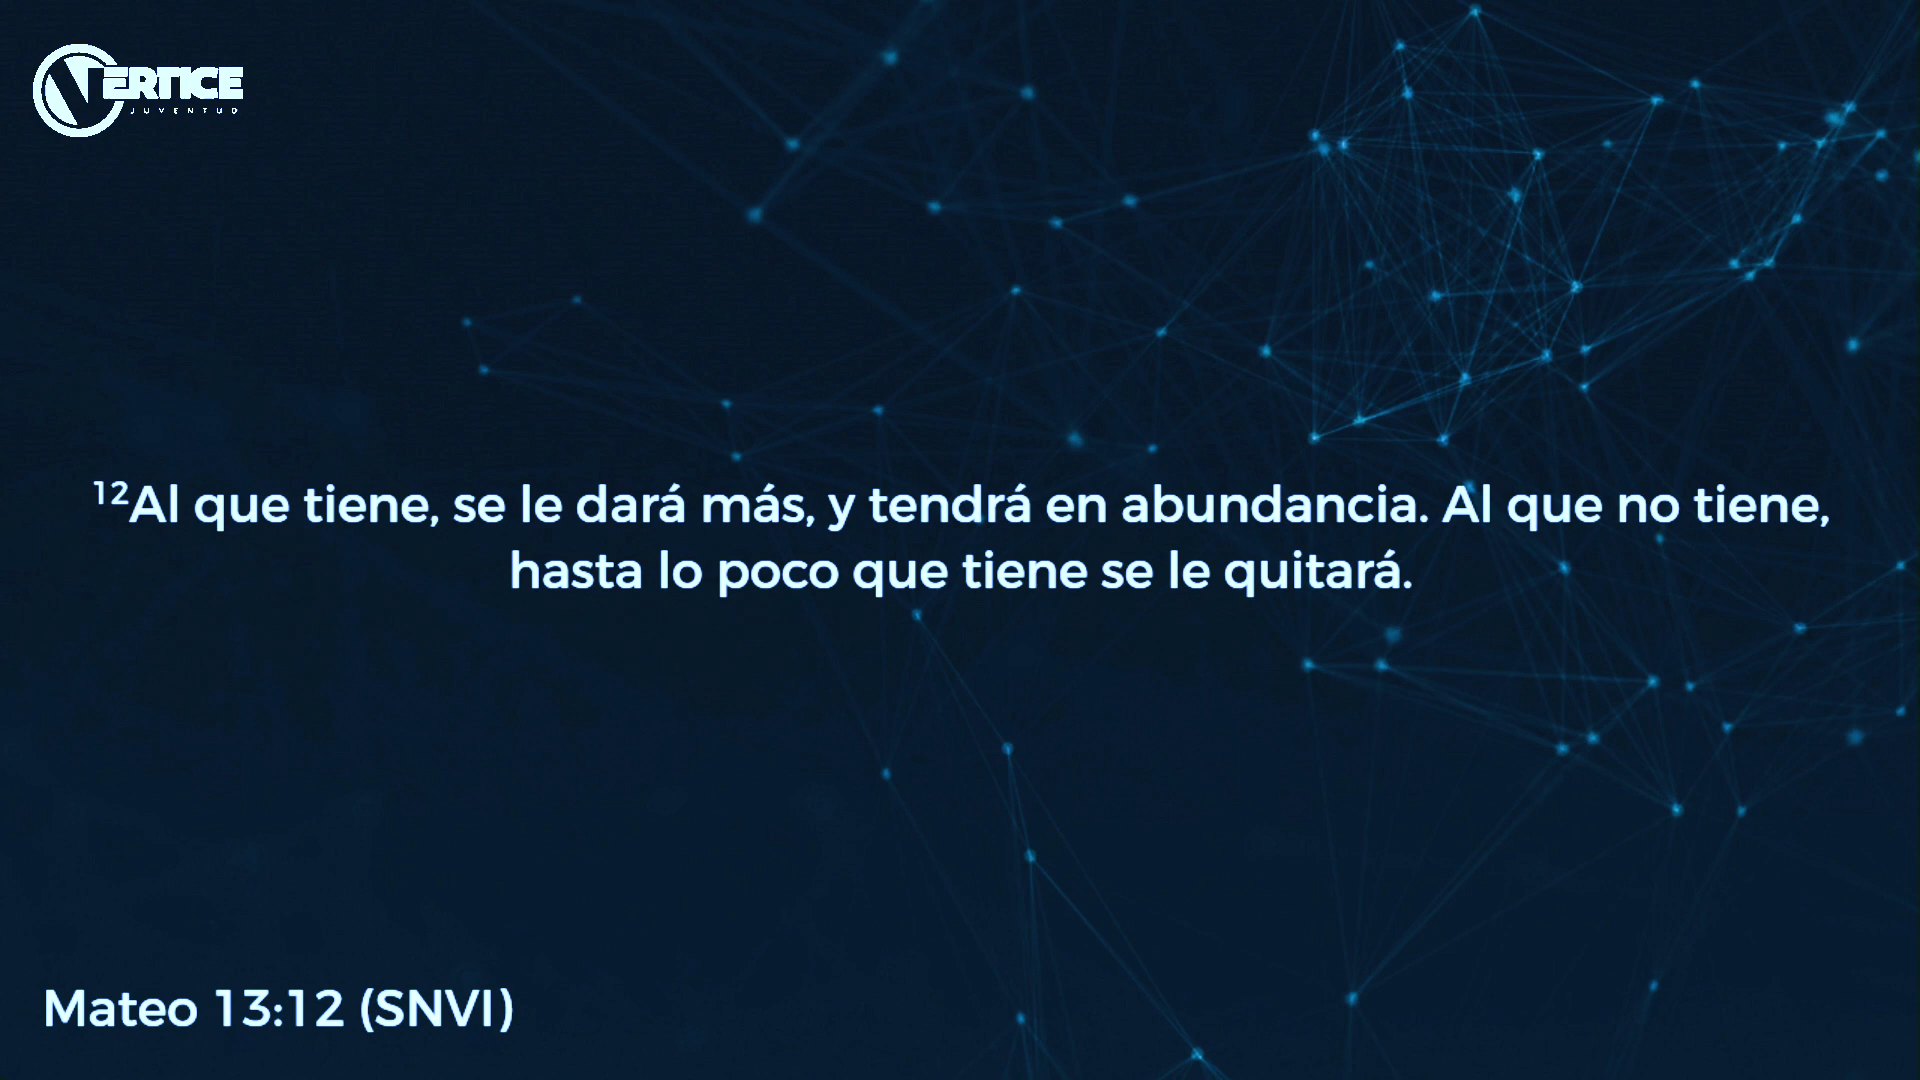 VERTICE
JUVENTUD
¹²Al que tiene, se le dará más, y tendrá en abundancia. Al que no tiene,
hasta lo poco que tiene se le quitará.
Mateo 13:12 (SNVI)